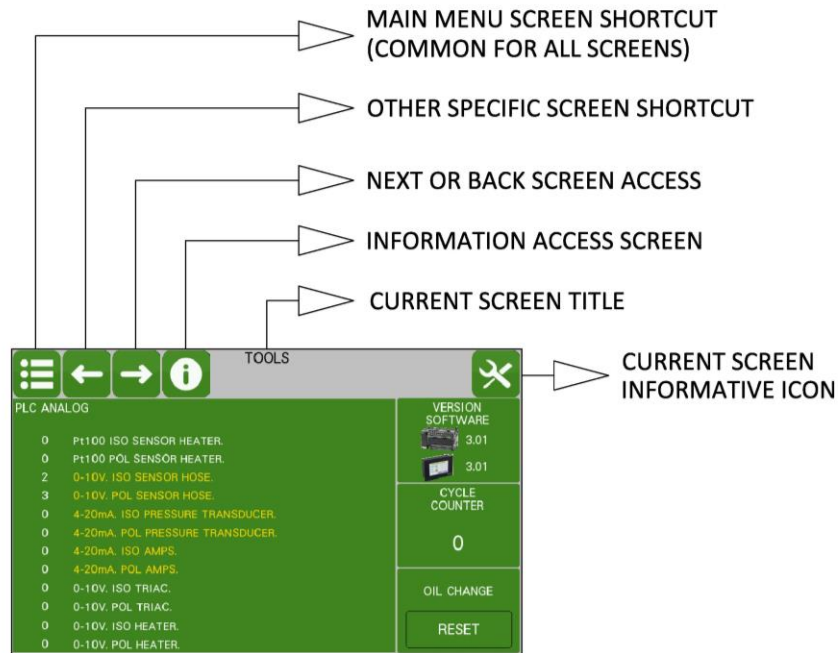 MAIN MENU SCREEN SHORTCUT
(COMMON FOR ALL SCREENS)
OTHER SPECIFIC SCREEN SHORTCUT
NEXT OR BACK SCREEN ACCESS
INFORMATION ACCESS SCREEN
CURRENT SCREEN TITLE
CURRENT SCREEN
INFORMATIVE ICON
TOOLS
PLC ANALOG
0 Pt100 ISO SENSOR HEATER.
0 Pt100 POL SENSOR HEATER.
2 0-10V. ISO SENSOR HOSE.
3 0-10V. POL SENSOR HOSE.
0 4-20mA. ISO PRESSURE TRANSDUCER.
0 4-20mA. POL PRESSURE TRANSDUCER.
0 4-20mA. ISO AMPS.
0 4-20mA. POL AMPS.
0 0-10V. ISO TRIAC.
0 0-10V. POL TRIAC.
0 0-10V. ISO HEATER.
0 0-10V. POL HEATER.
VERSION
SOFTWARE
3.01
3.01
CYCLE
COUNTER
0
OIL CHANGE
RESET